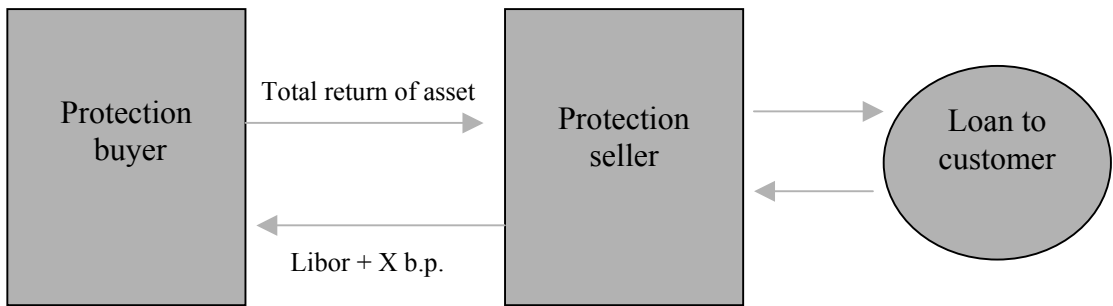 Protection
buyer
Total return of asset
Libor + X b.p.
Protection
seller
Loan to
customer